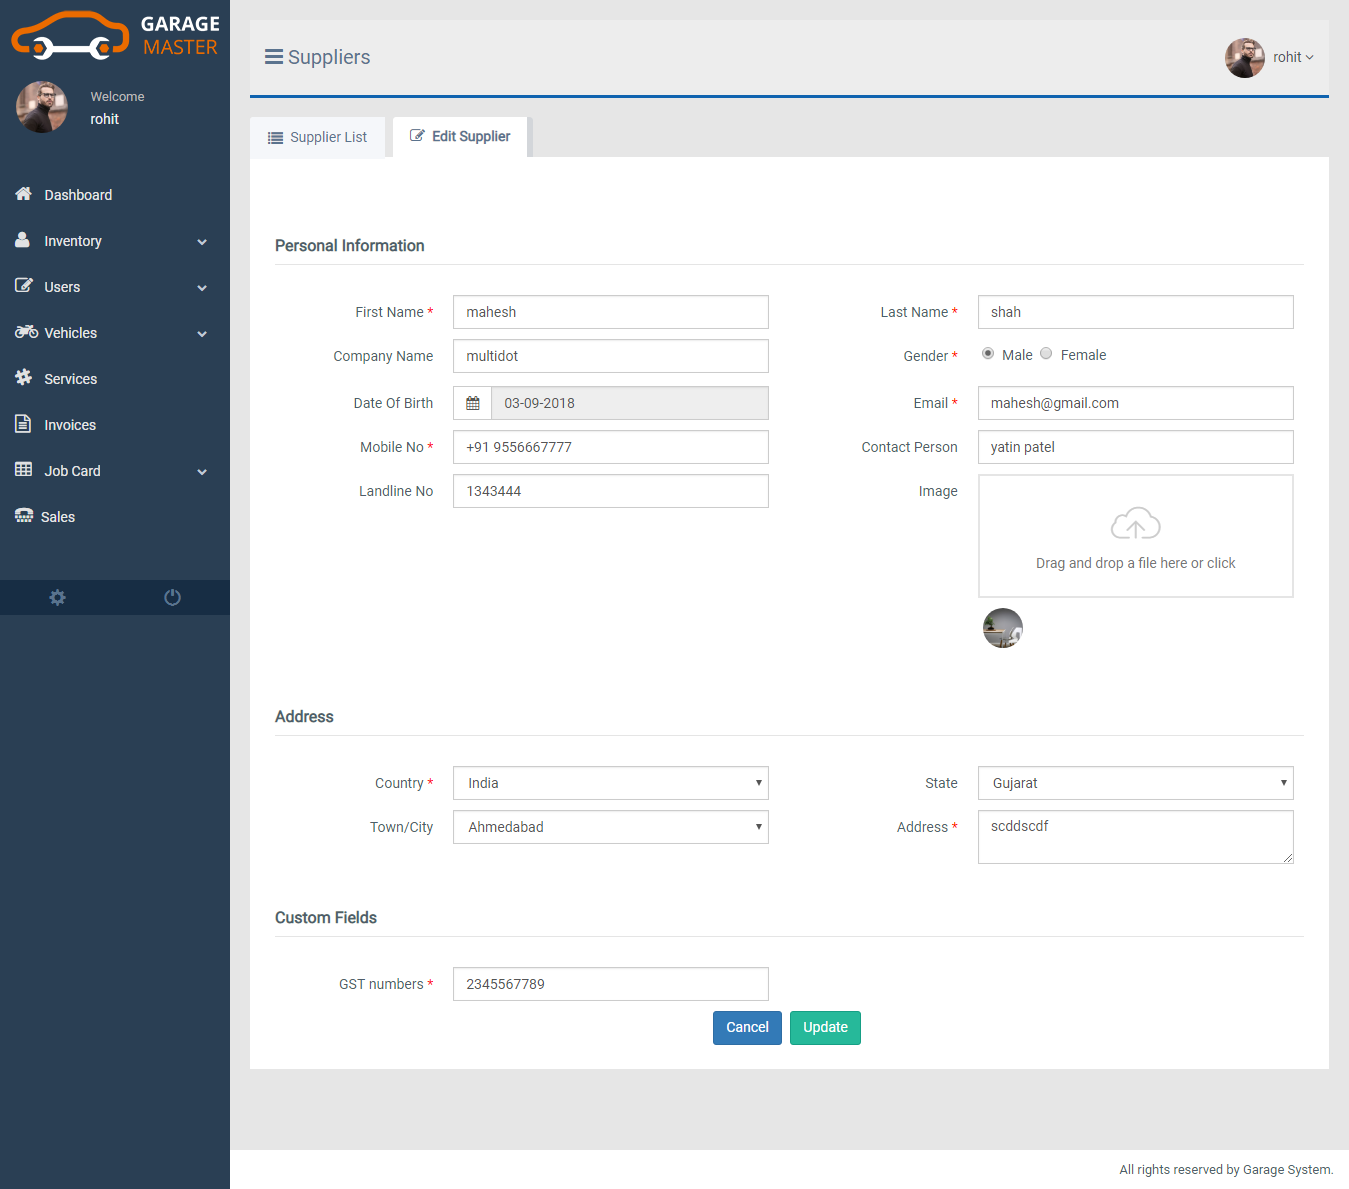 GARAGE
MASTER
Welcome
rohit
Dashboard
Inventory
Users
Vehicles
Services
Invoices
Job Card
Sales
Suppliers
rohit
Supplier List
Edit Supplier
Personal Information
First Name * mahesh
Last Name * shah
Company Name multidot
Gender * Male Female
Date Of Birth 03-09-2018
Email * mahesh@gmail.com
Mobile No * +91 9556667777
Contact Person yatin patel
Landline No 1343444
Image
Drag and drop a file here or click
Address
Country * India
State Gujarat
Town/City Ahmedabad
Address * scddscdf
Custom Fields
GST numbers * 2345567789
Cancel Update
All rights reserved by Garage System.